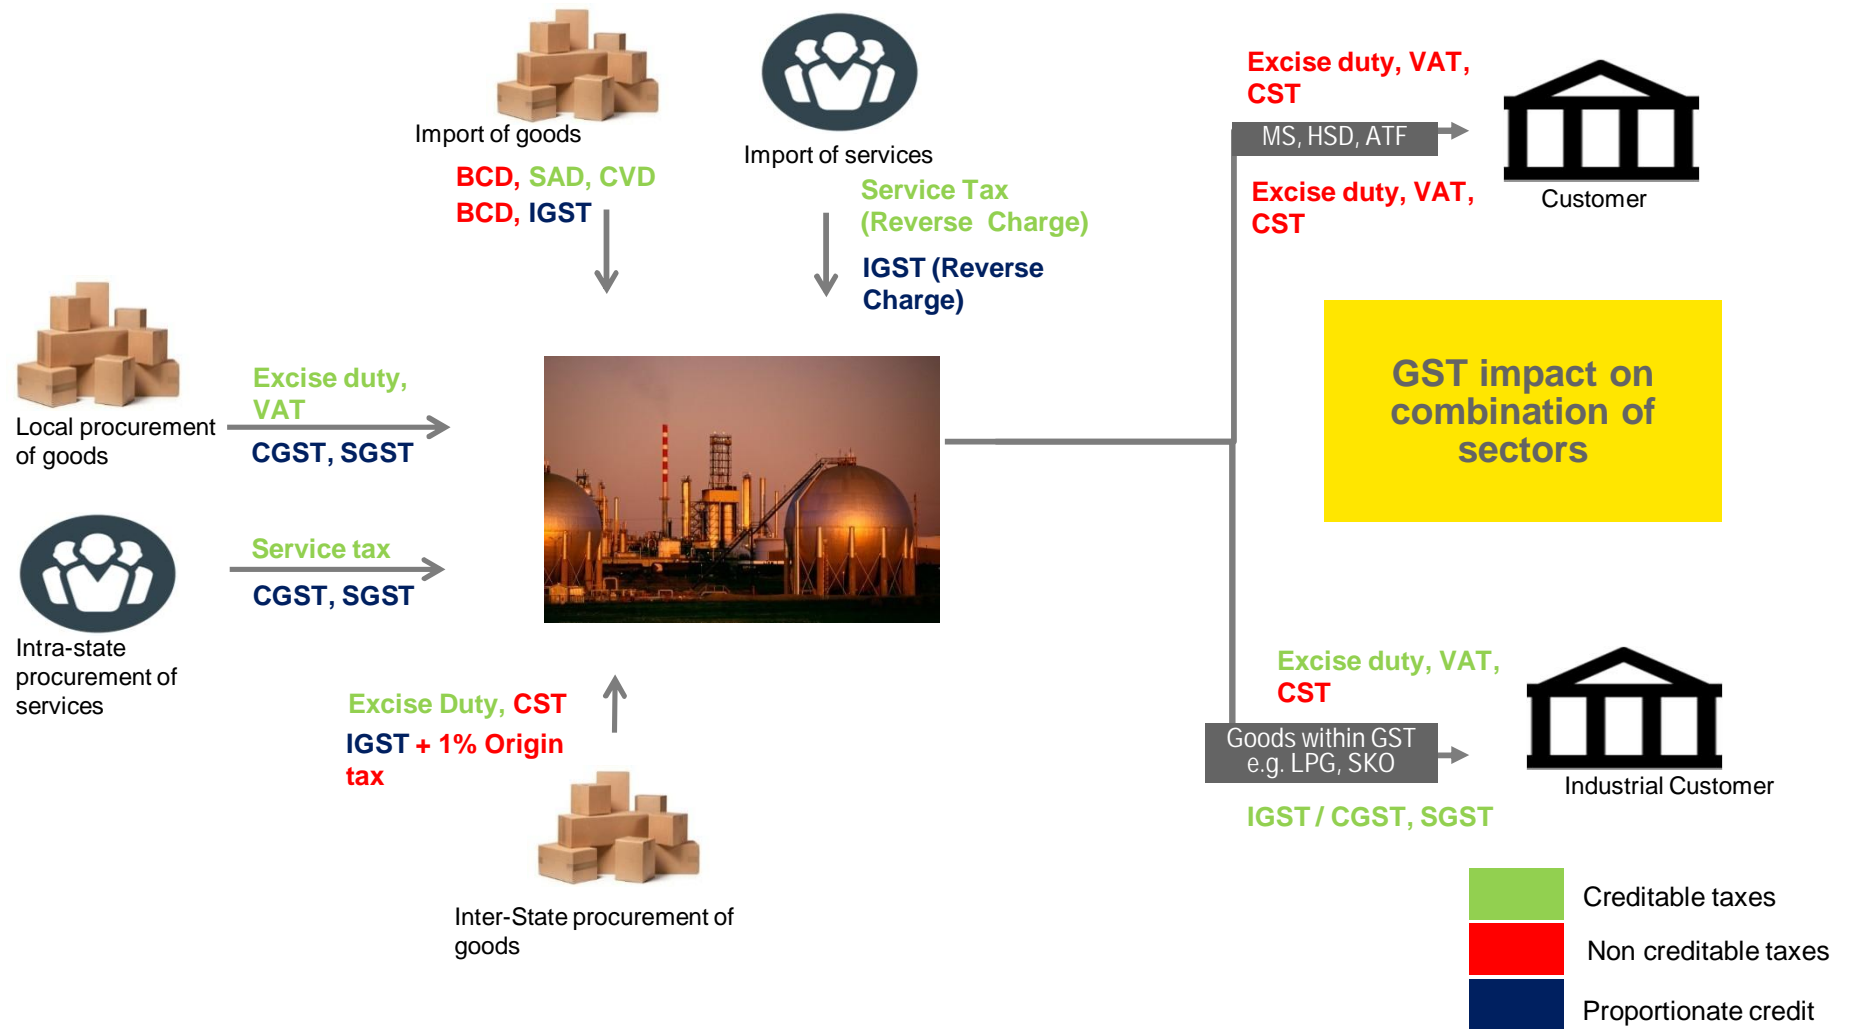 Import of goods
BCD, SAD, CVD
BCD, IGST
Import of services
Service Tax
(Reverse Charge)
IGST (Reverse
Charge)
Excise duty, VAT,
CST
MS, HSD, ATF
Excise duty, VAT,
CST
Customer
Local procurement
of goods
Excise duty,
VAT
CGST, SGST
GST impact on
combination of
sectors
Intra-state
procurement of
services
Service tax
CGST, SGST
Excise Duty, CST
IGST + 1% Origin
tax
Inter-State procurement of
goods
Excise duty, VAT,
CST
Goods within GST
e.g. LPG, SKO
IGST / CGST, SGST
Industrial Customer
Creditable taxes
Non creditable taxes
Proportionate credit